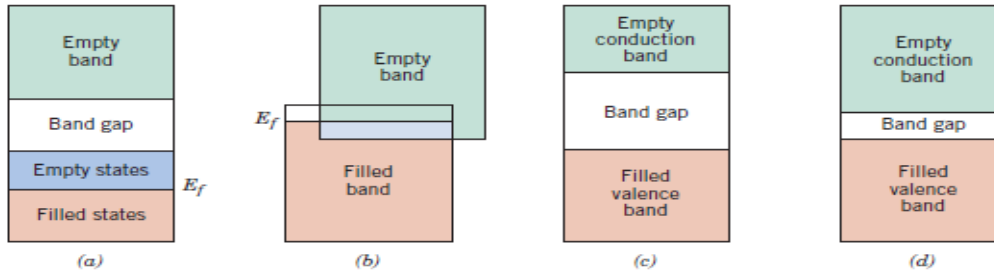 Empty
band
Band gap
Empty states
Filled states
E_f
(a)
Empty
band
E_f
Filled
band
(b)
Empty
conduction
band
Band gap
Filled
valence
band
(c)
Empty
conduction
band
Band gap
Filled
valence
band
(d)